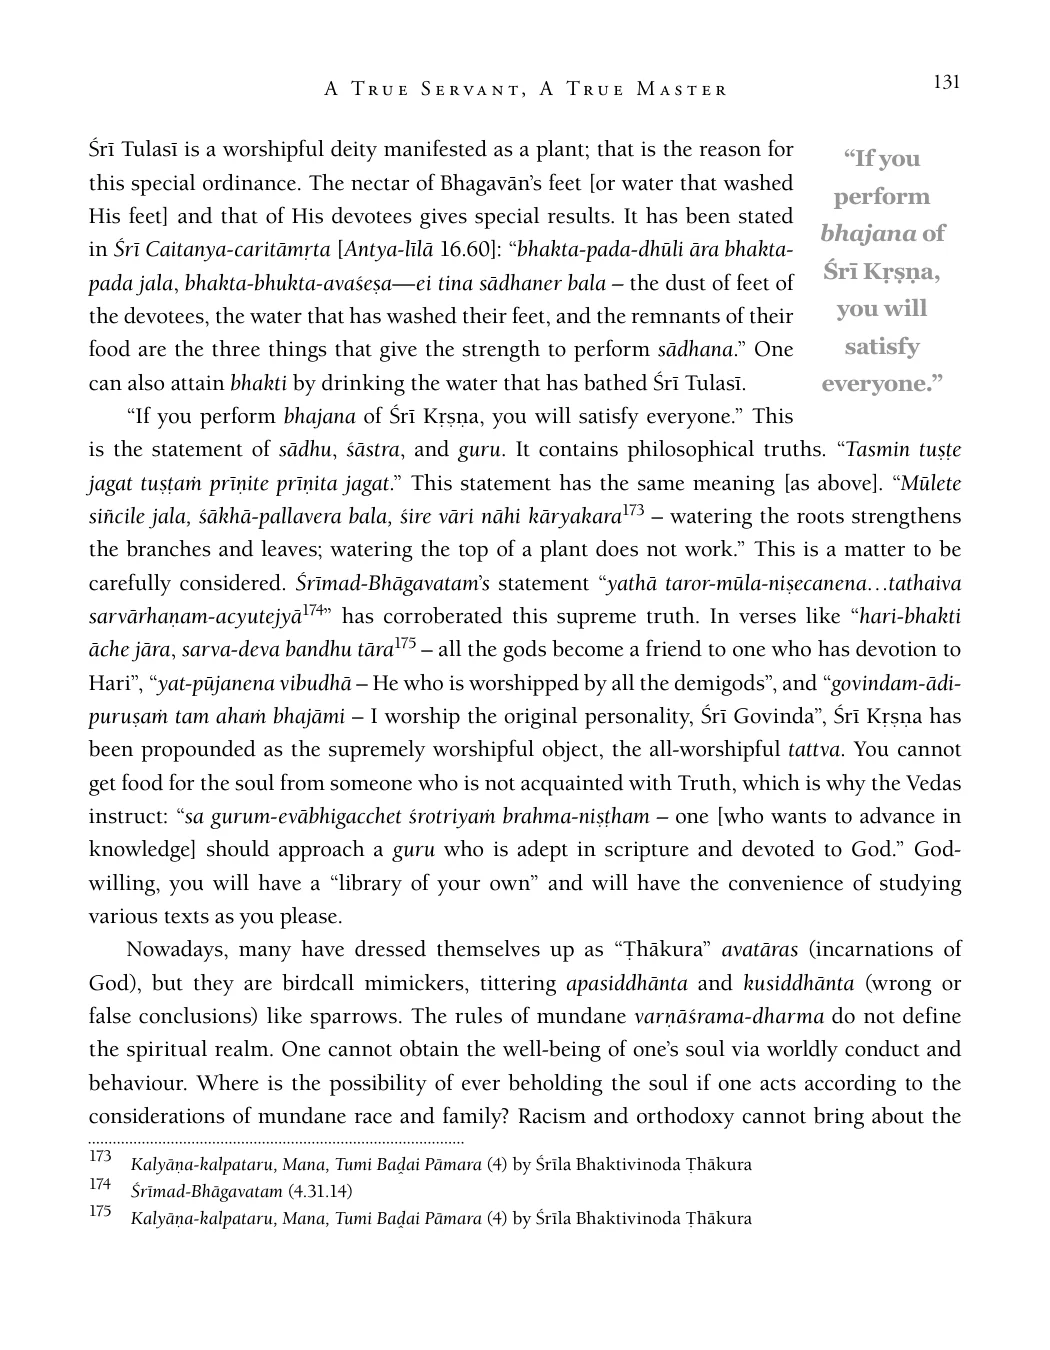 A True Servant, A True Master
131
Śrī Tulasī is a worshipful deity manifested as a plant; that is the reason for
this special ordinance. The nectar of Bhagavān’s feet [or water that washed
His feet] and that of His devotees gives special results. It has been stated
in Śrī Caitanya-caritāmṛta [Antya-līlā 16.60]: “bhakta-pada-dhūli āra bhakta-
pada jala, bhakta-bhukta-avaśeṣa—ei tina sādhaner bala – the dust of feet of
the devotees, the water that has washed their feet, and the remnants of their
food are the three things that give the strength to perform sādhana.” One
can also attain bhakti by drinking the water that has bathed Śrī Tulasī.
“If you
perform
bhajana of
Śrī Kṛṣṇa,
you will
satisfy
everyone.”
“If you perform bhajana of Śrī Kṛṣṇa, you will satisfy everyone.” This
is the statement of sādhu, śāstra, and guru. It contains philosophical truths. “Tasmin tuṣṭe
jagat tuṣṭaṁ prīṇite prīṇita jagat.” This statement has the same meaning [as above]. “Mūlete
siñcile jala, śākhā-pallavera bala, śire vāri nāhi kāryakara173 – watering the roots strengthens
the branches and leaves; watering the top of a plant does not work.” This is a matter to be
carefully considered. Śrīmad-Bhāgavatam’s statement “yathā taror-mūla-niṣecanena…tathaiva
sarvārhaṇam-acyutejyā174” has corroberated this supreme truth. In verses like “hari-bhakti
āche jāra, sarva-deva bandhu tāra175 – all the gods become a friend to one who has devotion to
Hari”, “yat-pūjanena vibudhā – He who is worshipped by all the demigods”, and “govindam-ādi-
puruṣaṁ tam ahaṁ bhajāmi – I worship the original personality, Śrī Govinda”, Śrī Kṛṣṇa has
been propounded as the supremely worshipful object, the all-worshipful tattva. You cannot
get food for the soul from someone who is not acquainted with Truth, which is why the Vedas
instruct: “sa gurum-evābhigacchet śrotriyaṁ brahma-niṣṭham – one [who wants to advance in
knowledge] should approach a guru who is adept in scripture and devoted to God.” God-
willing, you will have a “library of your own” and will have the convenience of studying
various texts as you please.
Nowadays, many have dressed themselves up as “Ṭhākura” avatāras (incarnations of
God), but they are birdcall mimickers, tittering apasiddhānta and kusiddhānta (wrong or
false conclusions) like sparrows. The rules of mundane varṇāśrama-dharma do not define
the spiritual realm. One cannot obtain the well-being of one’s soul via worldly conduct and
behaviour. Where is the possibility of ever beholding the soul if one acts according to the
considerations of mundane race and family? Racism and orthodoxy cannot bring about the
173 Kalyāṇa-kalpataru, Mana, Tumi Baḍai Pāmara (4) by Śrīla Bhaktivinoda Ṭhākura
174 Śrīmad-Bhāgavatam (4.31.14)
175 Kalyāṇa-kalpataru, Mana, Tumi Baḍai Pāmara (4) by Śrīla Bhaktivinoda Ṭhākura